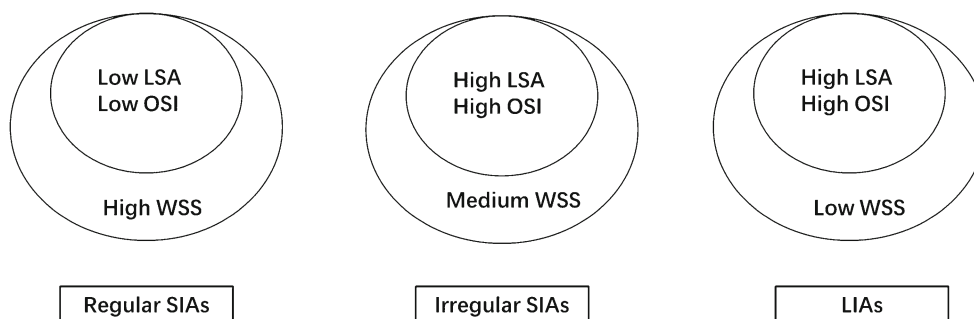 Low LSA
Low OSI
High WSS
Regular SIAs
High LSA
High OSI
Medium WSS
Irregular SIAs
High LSA
High OSI
Low WSS
LIAs